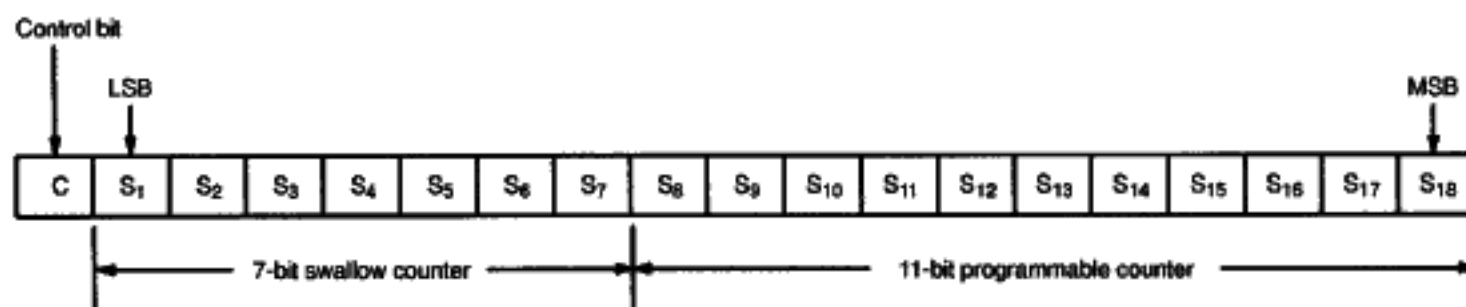 Control bit
LSB
MSB
C S₁ S₂ S₃ S₄ S₅ S₆ S₇ S₈ S₉ S₁₀ S₁₁ S₁₂ S₁₃ S₁₄ S₁₅ S₁₆ S₁₇ S₁₈
7-bit swallow counter
11-bit programmable counter